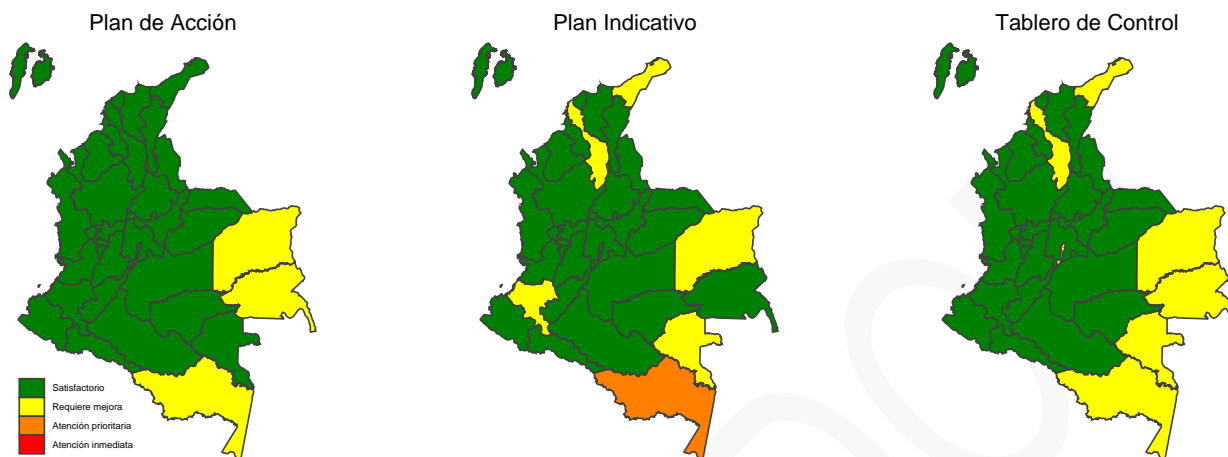 Plan de Acción
Plan Indicativo
Tablero de Control
Satisfactorio
Requiere mejora
Atención prioritaria
Atención inmediata